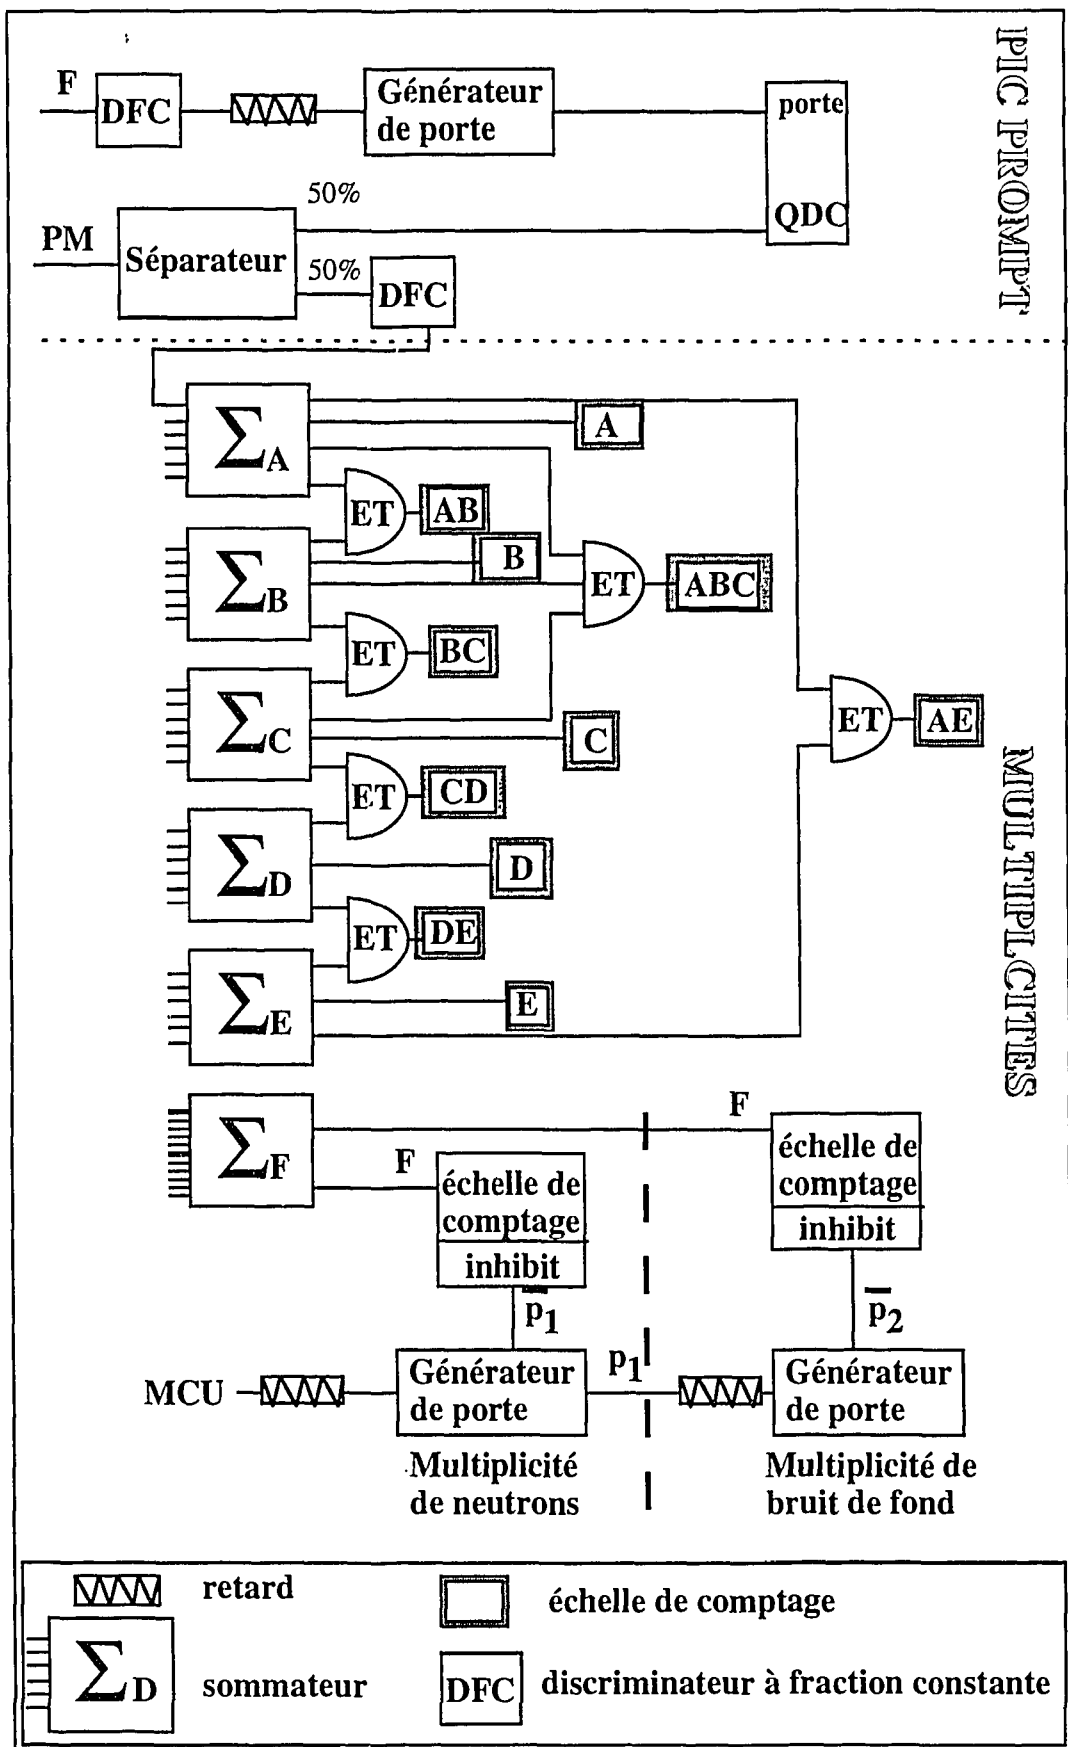 PIC PROMPT
F
DFC
Générateur
de porte
porte
QDC
50%
PM
Séparateur
50%
DFC
MULTIPLCITES
ΣA
A
ET
AB
ΣB
B
ET
ABC
ET
BC
ΣC
C
ET
AE
ET
CD
ΣD
D
ET
DE
ΣE
E
ΣF
F
échelle de
comptage
inhibit
F
échelle de
comptage
inhibit
p1
p2
MCU
Générateur
de porte
p1
Générateur
de porte
Multiplicité
de neutrons
Multiplicité de
bruit de fond
retard
échelle de comptage
ΣD
sommateur
DFC
discriminateur à fraction constante